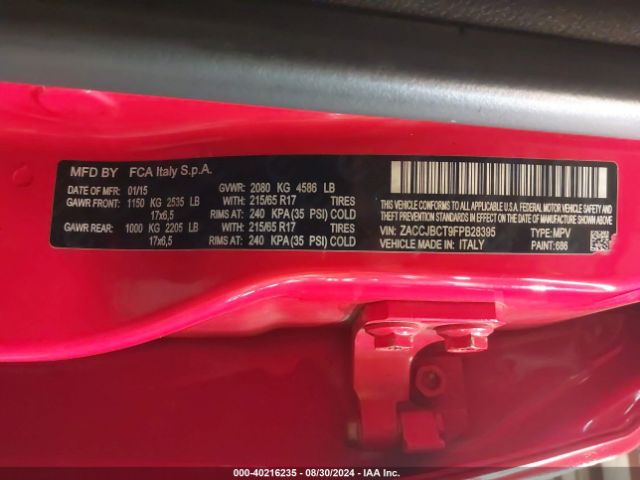 MFD BY FCA Italy S.p.A.
DATE OF MFR 01/15 GVWR: 2080 KG 4586 LB
GAWR FRONT: 1150 KG 2535 LB WITH 215/65 R17 TIRES
17x6,5 RIMS AT: 240 KPA (35 PSI) COLD
GAWR REAR: 1000 KG 2205 LB WITH 215/65 R17 TIRES
17x6,5 RIMS AT: 240 KPA (35 PSI) COLD
THIS VEHICLE CONFORMS TO ALL APPLICABLE
U.S.A. FEDERAL MOTOR VEHICLE SAFETY,
BUMPER, AND THEFT PREVENTION STANDARDS IN EFFECT
ON THE DATE OF MANUFACTURE SHOWN ABOVE.
VIN: ZACCJBCT9FPB28395 TYPE: MPV
VEHICLE MADE IN: ITALY PAINT: 686
000-40216235 - 08/30/2024 - IAA Inc.